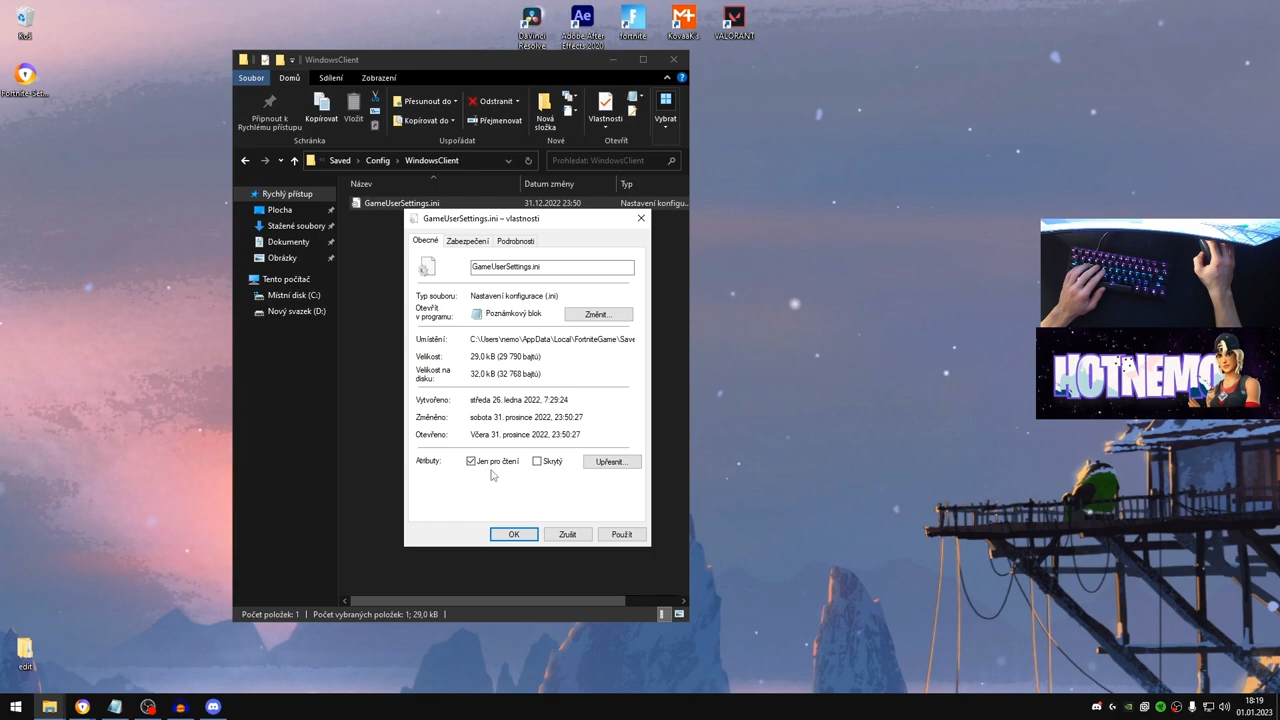 Koš
Fortnite-Set...
DaVinci
Resolve
Adobe After
Effects 2020
fortnite
KovaaK's
VALORANT
WindowsClient
Soubor
Domů
Sdílení
Zobrazení
Připnout k
Rychlému přístupu
Kopírovat
Vložit
Přesunout do
Kopírovat do
Odstranit
Přejmenovat
Nová
složka
Vlastnosti
Vybrat
Schránka
Uspořádat
Nové
Otevřít
Saved
Config
WindowsClient
Prohledat: WindowsClient
Rychlý přístup
Plocha
Stažené soubory
Dokumenty
Obrázky
Tento počítač
Místní disk (C:)
Nový svazek (D:)
Název
Datum změny
Typ
GameUserSettings.ini
31.12.2022 23:50
Nastavení konfigu...
GameUserSettings.ini – vlastnosti
Obecné
Zabezpečení
Podrobnosti
GameUserSettings.ini
Typ souboru:
Nastavení konfigurace (.ini)
Otevřít
v programu:
Poznámkový blok
Změnit...
Umístění:
C:\Users\nemo\AppData\Local\FortniteGame\Save
Velikost:
29,0 kB (29 790 bajtů)
Velikost na
disku:
32,0 kB (32 768 bajtů)
Vytvořeno:
středa 26. ledna 2022, 7:29:24
Změněno:
sobota 31. prosince 2022, 23:50:27
Otevřeno:
Včera 31. prosince 2022, 23:50:27
Atributy:
Jen pro čtení
Skrytý
Upřesnit...
OK
Zrušit
Použít
Počet položek: 1
Počet vybraných položek: 1; 29,0 kB
HOTNEMO
edit
18:19
01.01.2023